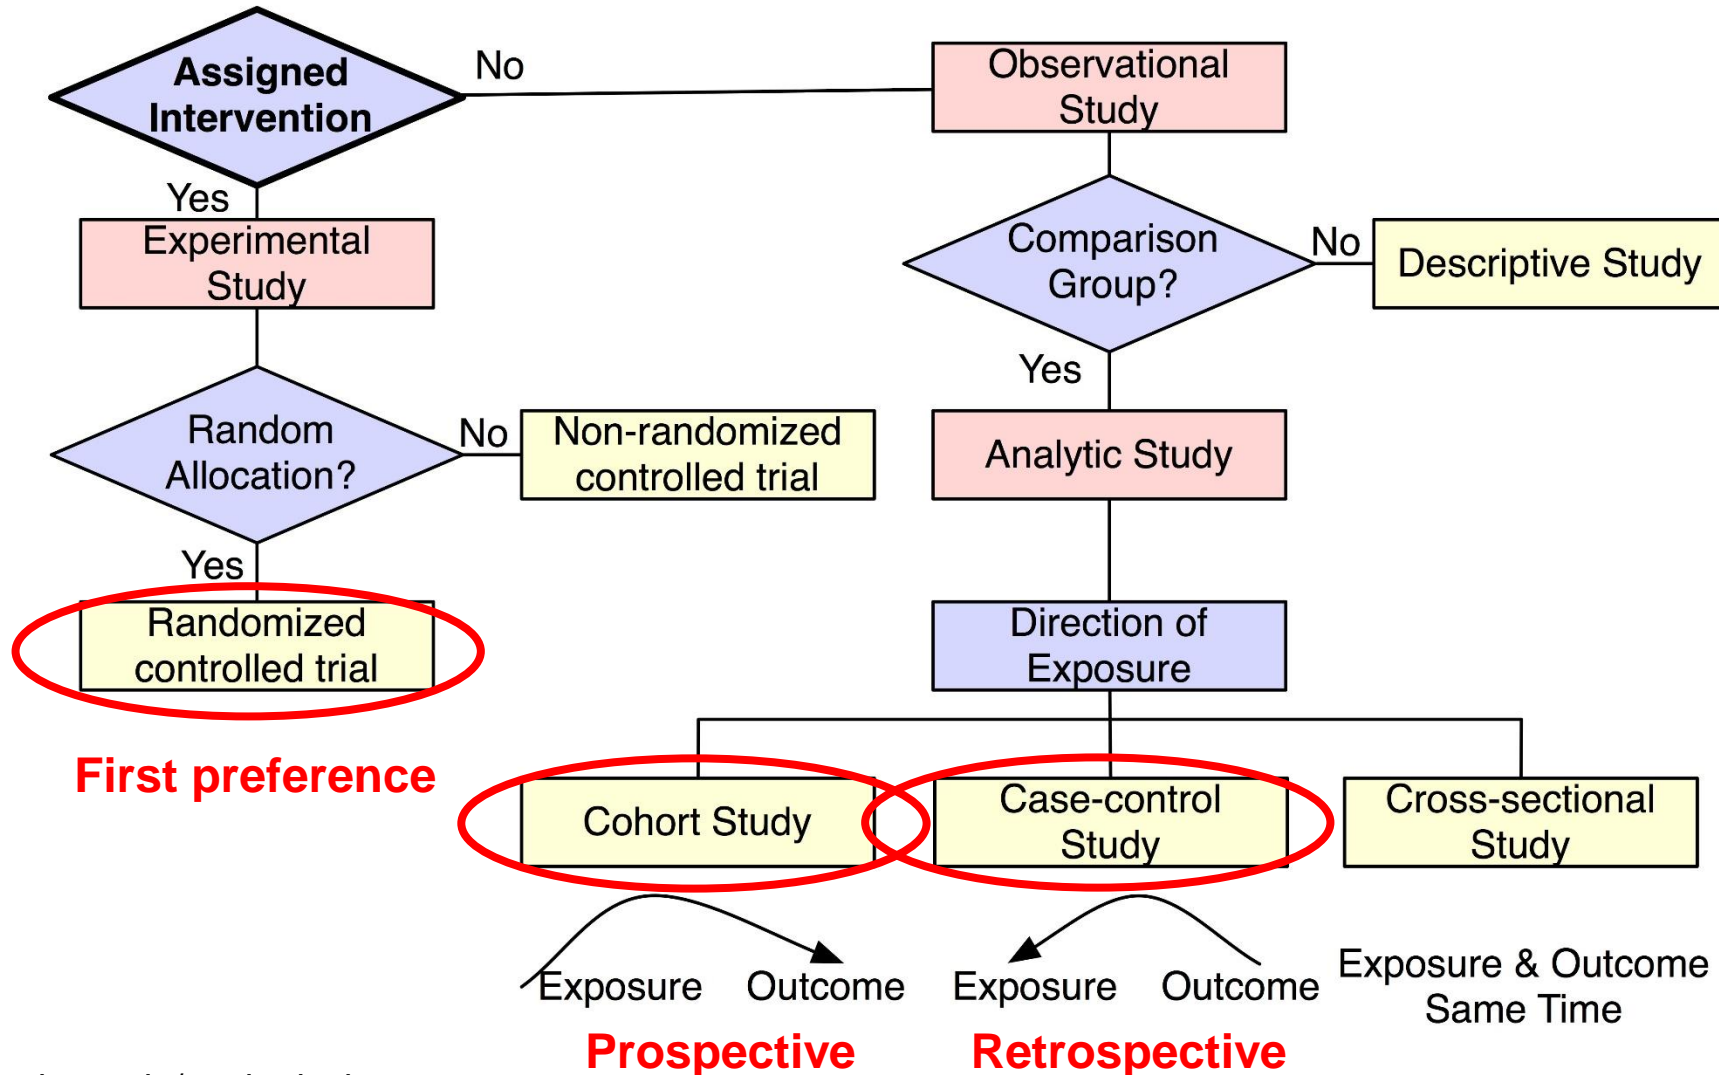 Assigned
Intervention
No
Observational
Study
Yes
Experimental
Study
Comparison
Group?
No
Descriptive Study
Yes
Random
Allocation?
No
Non-randomized
controlled trial
Analytic Study
Yes
Randomized
controlled trial
Direction of
Exposure
First preference
Cohort Study
Case-control
Study
Cross-sectional
Study
Exposure
Outcome
Exposure
Outcome
Exposure & Outcome
Same Time
Prospective
Retrospective